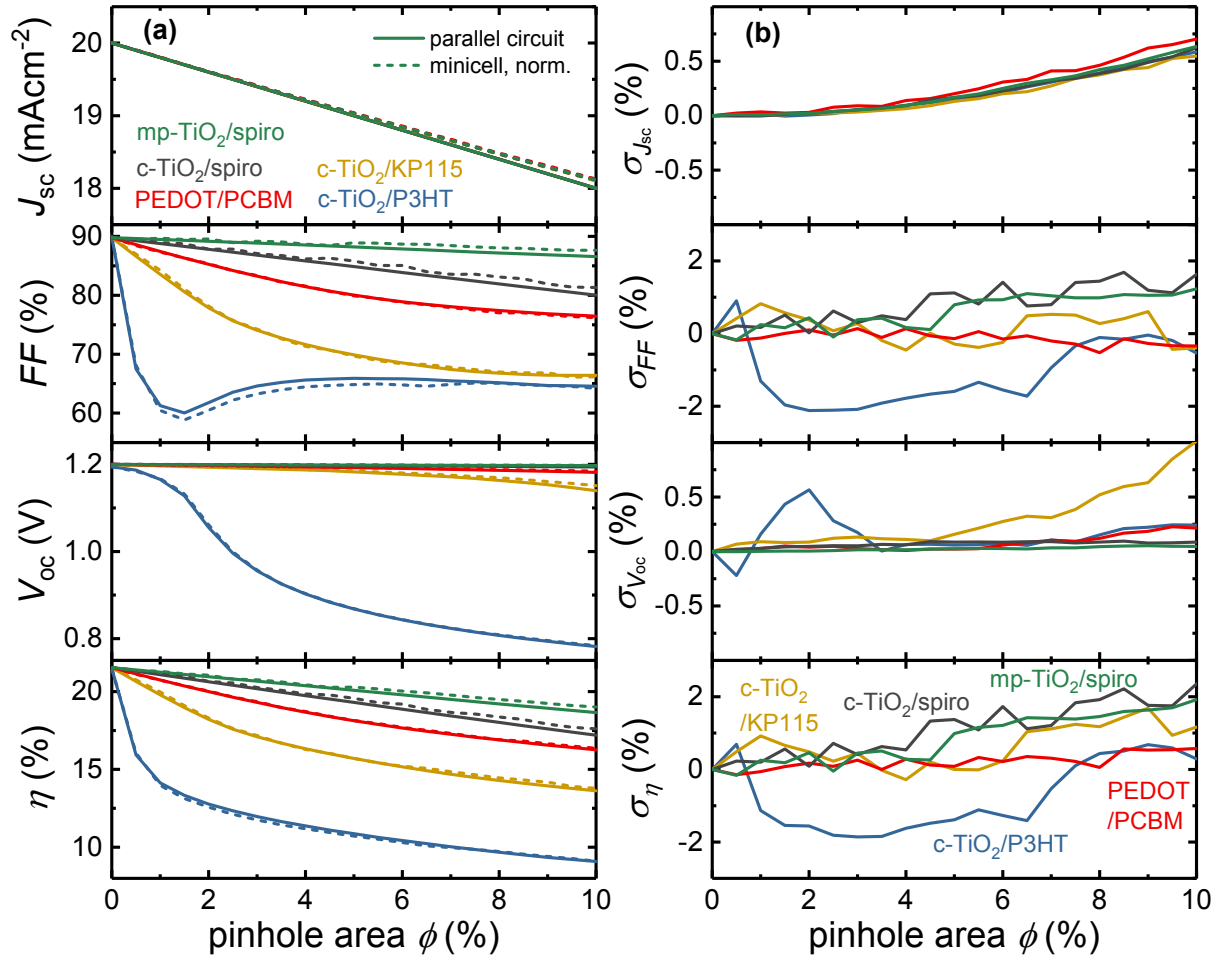 (a)
parallel circuit
minicell, norm.
mp-TiO₂/spiro
c-TiO₂/spiro
c-TiO₂/KP115
PEDOT/PCBM
c-TiO₂/P3HT
J_sc (mAcm⁻²)
20
19
18
FF (%)
90
80
70
60
V_oc (V)
1.2
1.0
0.8
η (%)
20
15
10
0 2 4 6 8 10
pinhole area ϕ (%)
(b)
σ_Jsc (%)
0.5
0.0
-0.5
σ_FF (%)
2
0
-2
σ_Voc (%)
0.5
0.0
-0.5
σ_η (%)
2
0
-2
c-TiO₂
/KP115
c-TiO₂/spiro
mp-TiO₂/spiro
PEDOT
/PCBM
c-TiO₂/P3HT
0 2 4 6 8 10
pinhole area ϕ (%)